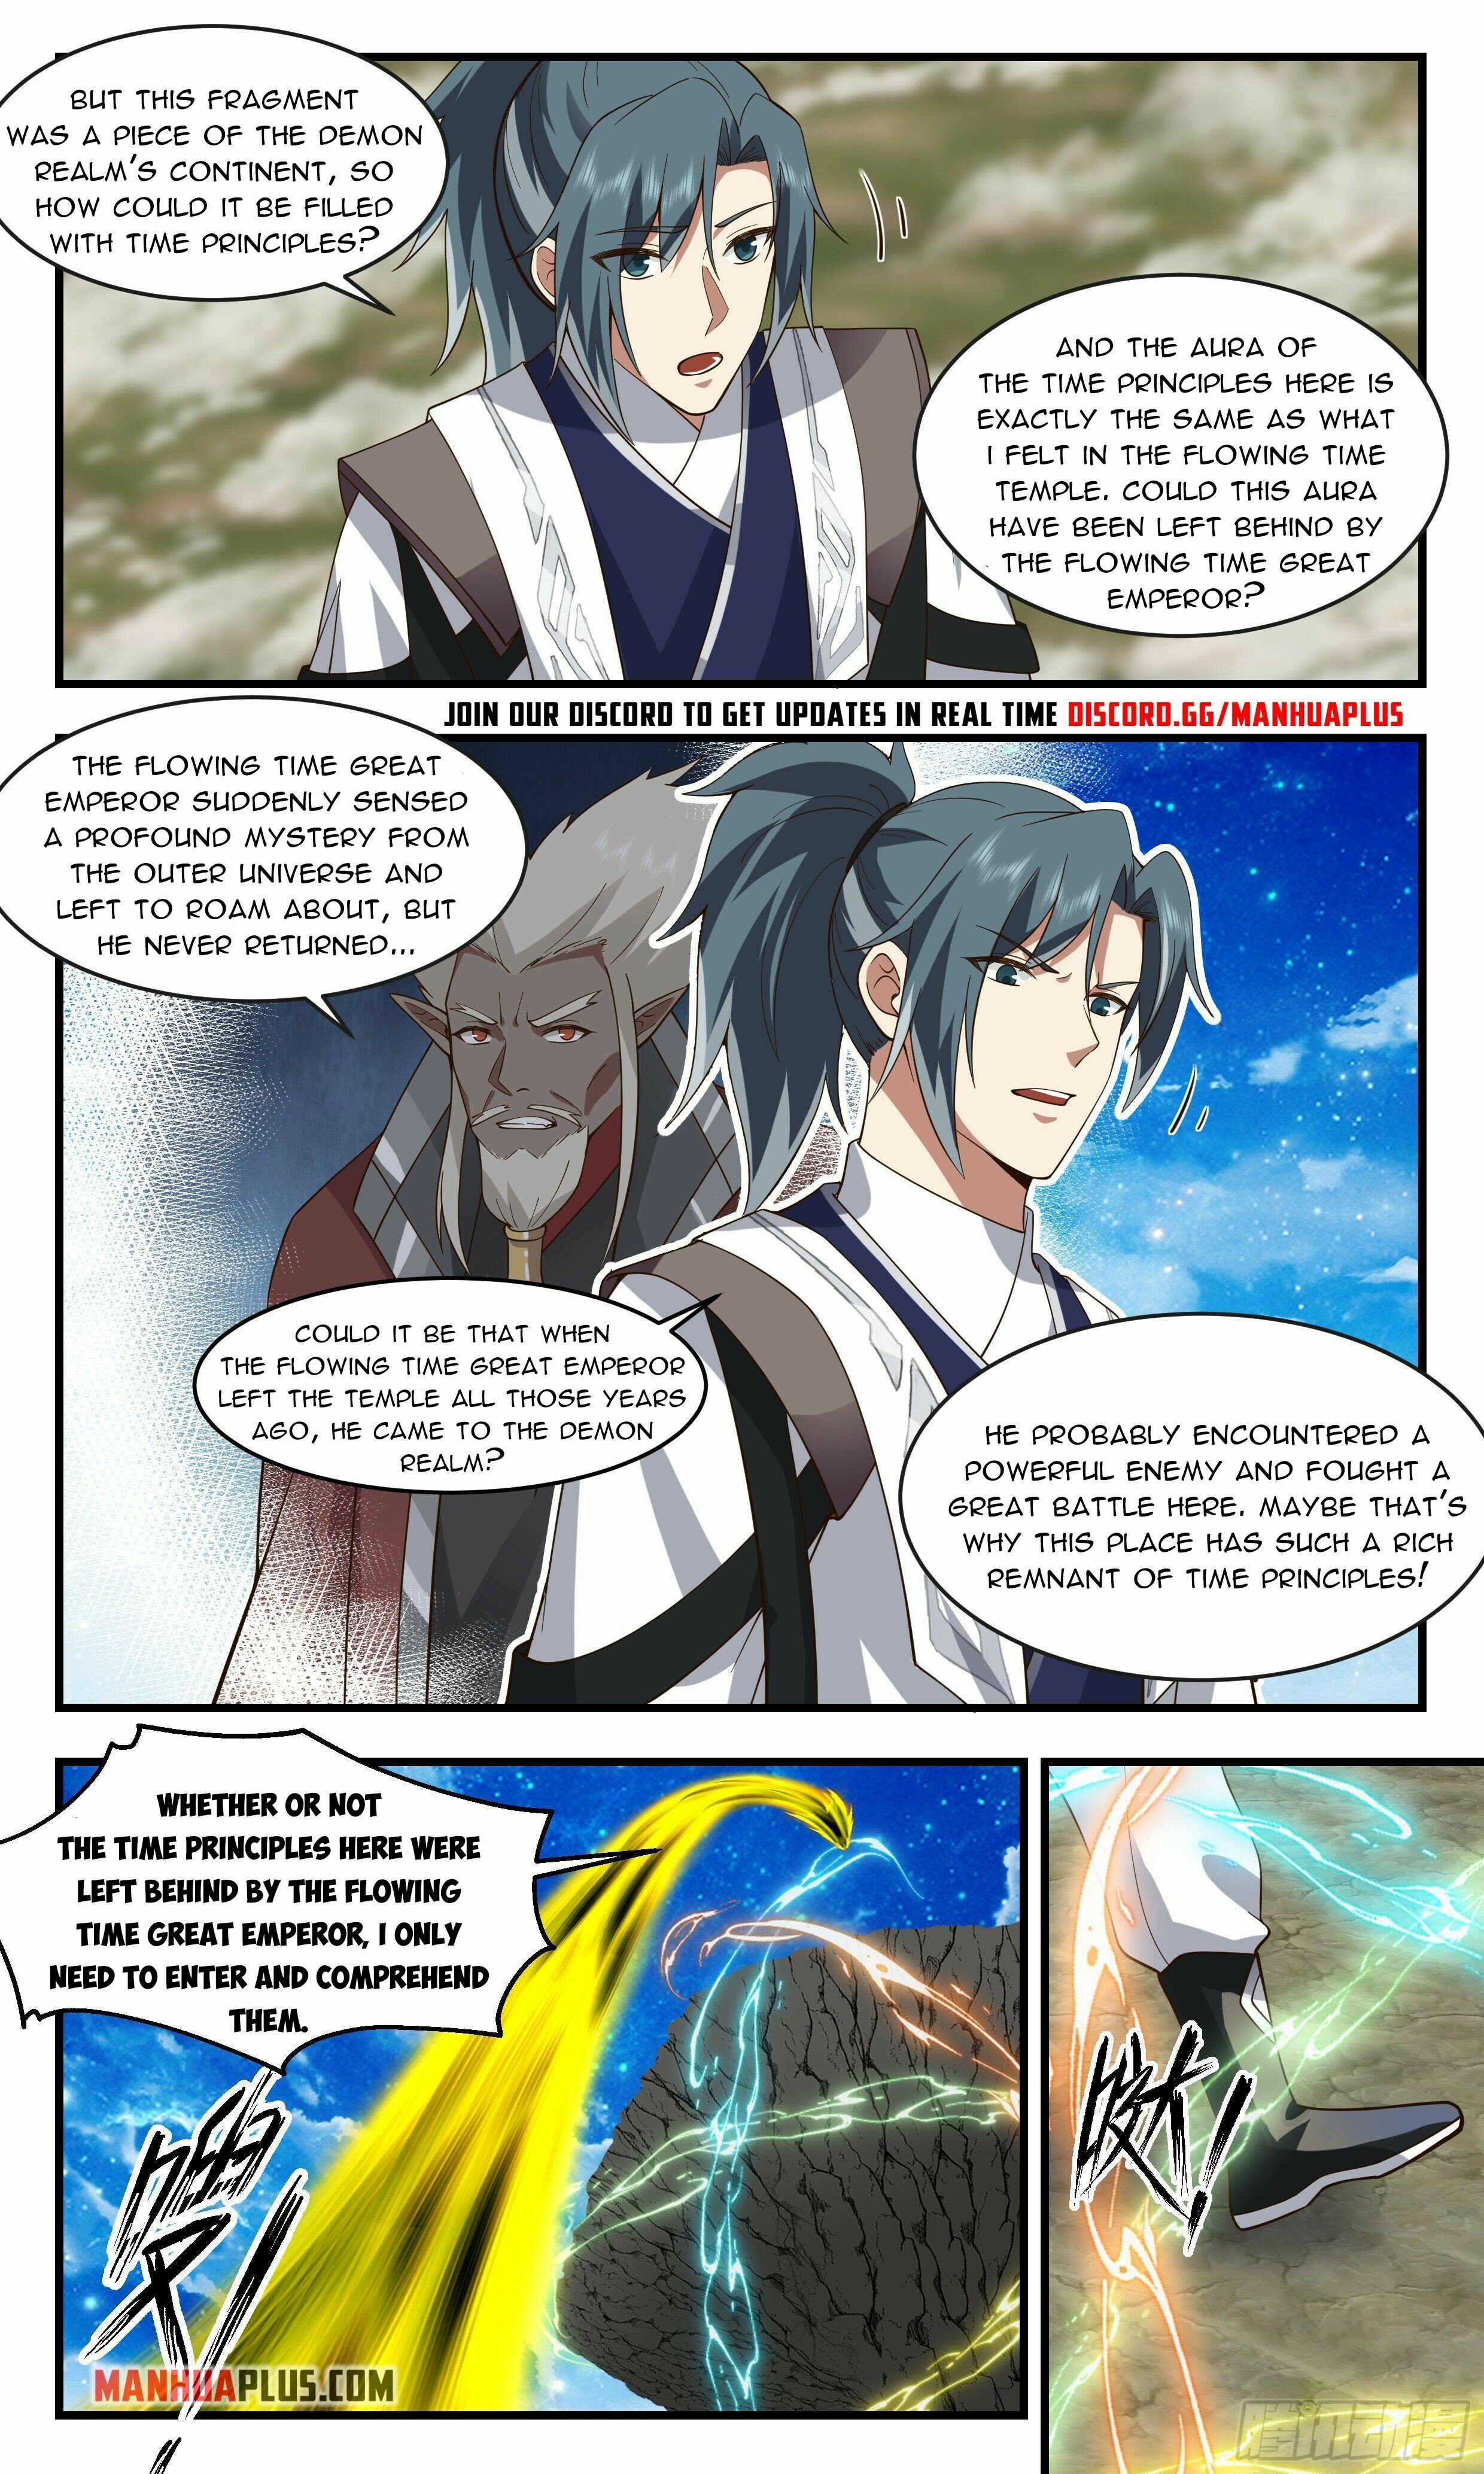 BUT THIS FRAGMENT
WAS A PIECE OF THE DEMON
REALM'S CONTINENT, SO
HOW COULD IT BE FILLED
WITH TIME PRINCIPLES?
AND THE AURA OF
THE TIME PRINCIPLES HERE IS
EXACTLY THE SAME AS WHAT
I FELT IN THE FLOWING TIME
TEMPLE. COULD THIS AURA
HAVE BEEN LEFT BEHIND BY
THE FLOWING TIME GREAT
EMPEROR?
JOIN OUR DISCORD TO GET UPDATES IN REAL TIME DISCORD.GG/MANHUAPLUS
THE FLOWING TIME GREAT
EMPEROR SUDDENLY SENSED
A PROFOUND MYSTERY FROM
THE OUTER UNIVERSE AND
LEFT TO ROAM ABOUT, BUT
HE NEVER RETURNED...
COULD IT BE THAT WHEN
THE FLOWING TIME GREAT EMPEROR
LEFT THE TEMPLE ALL THOSE YEARS
AGO, HE CAME TO THE DEMON
REALM?
HE PROBABLY ENCOUNTERED A
POWERFUL ENEMY AND FOUGHT A
GREAT BATTLE HERE. MAYBE THAT'S
WHY THIS PLACE HAS SUCH A RICH
REMNANT OF TIME PRINCIPLES!
WHETHER OR NOT
THE TIME PRINCIPLES HERE WERE
LEFT BEHIND BY THE FLOWING
TIME GREAT EMPEROR, I ONLY
NEED TO ENTER AND COMPREHEND
THEM.
MANHUAPLUS.COM
腾讯动漫